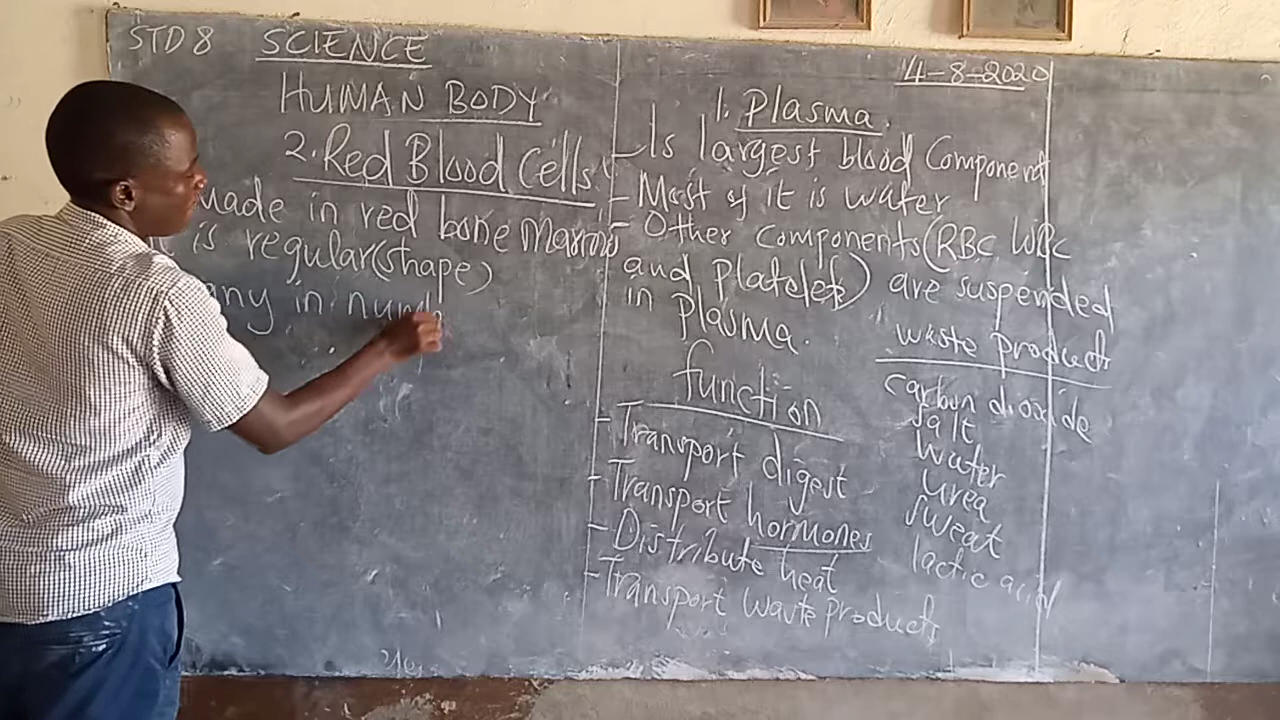 STD 8 SCIENCE
HUMAN BODY
2. Red Blood Cells
made in red bone marrow
is regular(shape)
any in numb
4-8-2020
1. Plasma.
- Is largest blood Component
- Most of it is water
- Other components(RBC WBC
and Platelets) are suspended
in Plasma.
function
- Transport digest
- Transport hormones
- Distribute heat
- Transport waste products
waste products
carbon dioxide
salt
water
urea
sweat
lactic acid